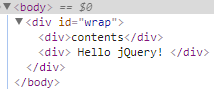 ▼<body> == $0
▼<div id="wrap">
<div>contents</div>
<div> Hello jQuery! </div>
</div>
</body>